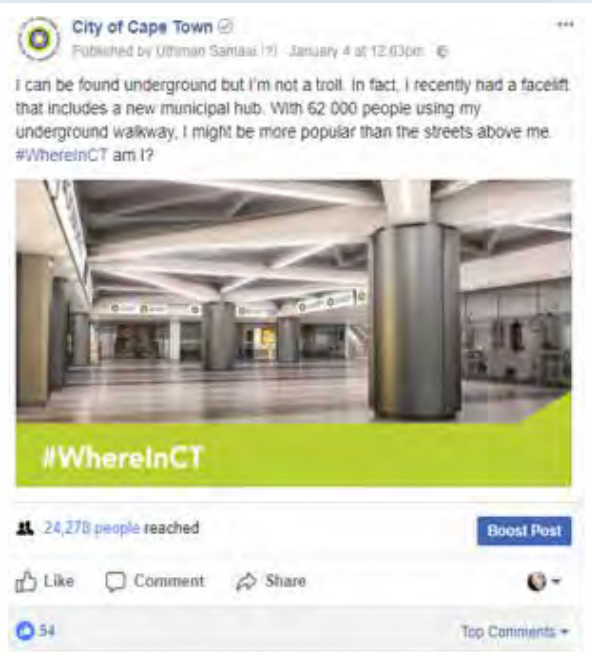 City of Cape Town
Published by Uthman Samaai [?] · January 4 at 12:03pm ·
I can be found underground but I'm not a troll. In fact, I recently had a facelift
that includes a new municipal hub. With 62 000 people using my
underground walkway, I might be more popular than the streets above me.
#WhereInCT am I?
#WhereInCT
24,278 people reached
Boost Post
Like Comment Share
54
Top Comments